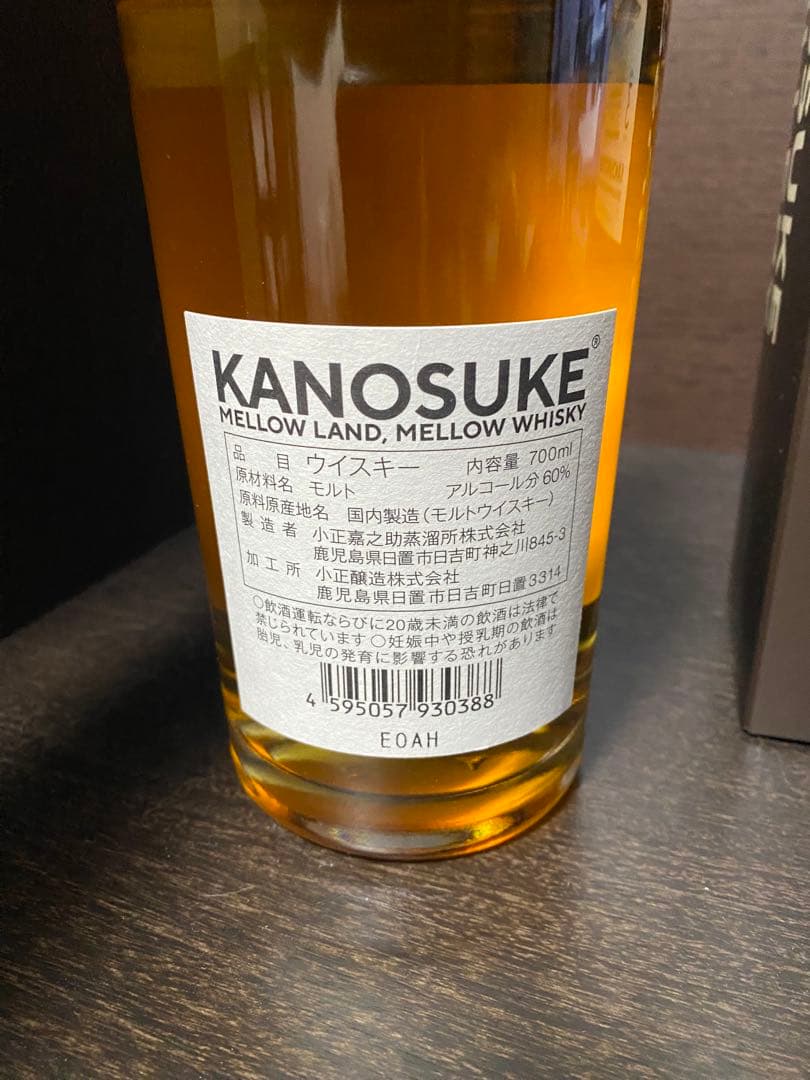 KANOSUKE®
MELLOW LAND, MELLOW WHISKY
品目 ウイスキー 内容量 700ml
原材料名 モルト アルコール分60%
原料原産地名 国内製造(モルトウイスキー)
製造者 小正嘉之助蒸溜所株式会社
鹿児島県日置市日吉町神之川845-3
加工所 小正醸造株式会社
鹿児島県日置市日吉町日置3314
○飲酒運転ならびに20歳未満の飲酒は法律で
禁じられています○妊娠中や授乳期の飲酒は、
胎児、乳児の発育に影響する恐れがあります
4 595057 930388
EOAH